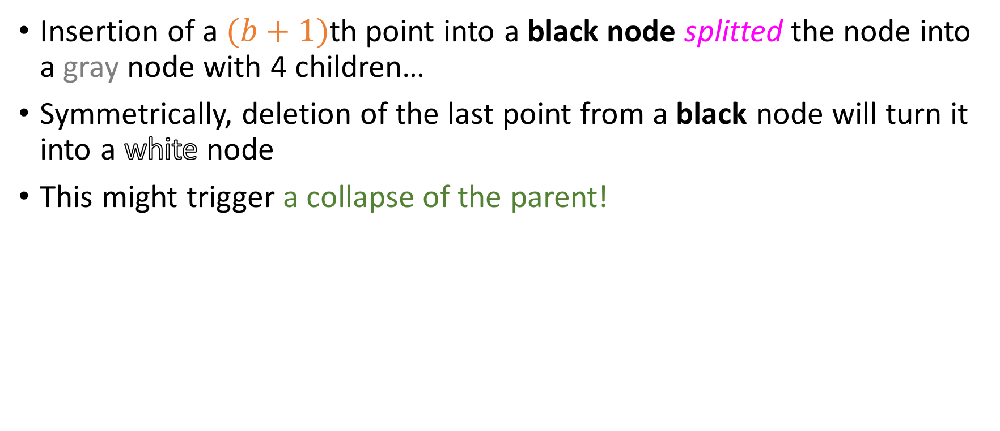 • Insertion of a (b + 1)th point into a black node splitted the node into
a gray node with 4 children…
• Symmetrically, deletion of the last point from a black node will turn it
into a white node
• This might trigger a collapse of the parent!